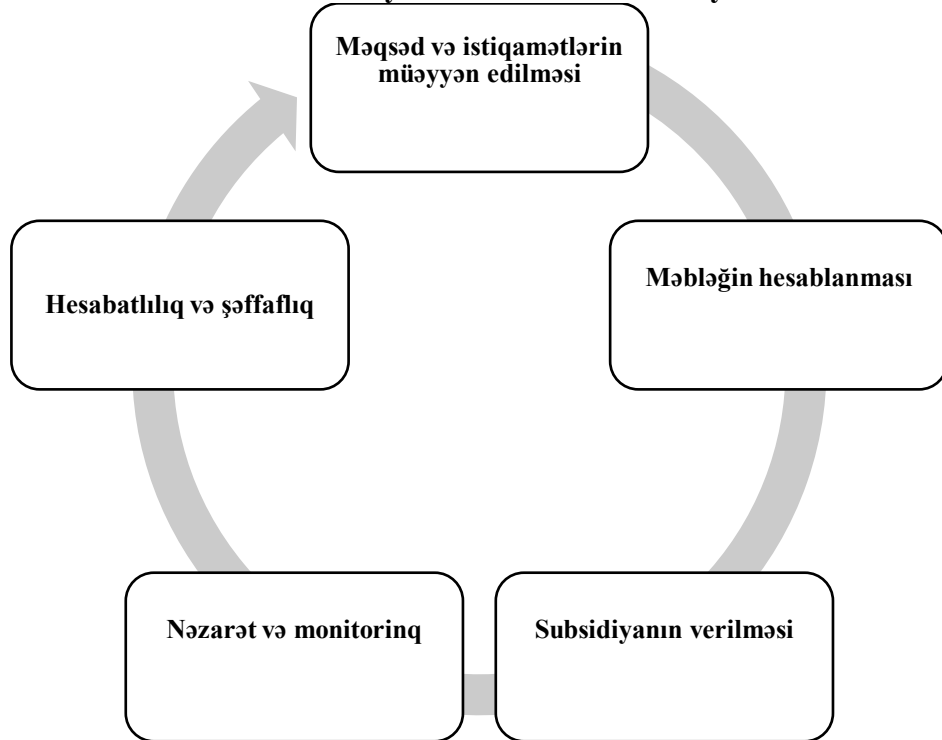 Məqsəd və istiqamətlərin
müəyyən edilməsi
Məbləğin hesablanması
Subsidiyanın verilməsi
Nəzarət və monitorinq
Hesabatlılıq və şəffaflıq